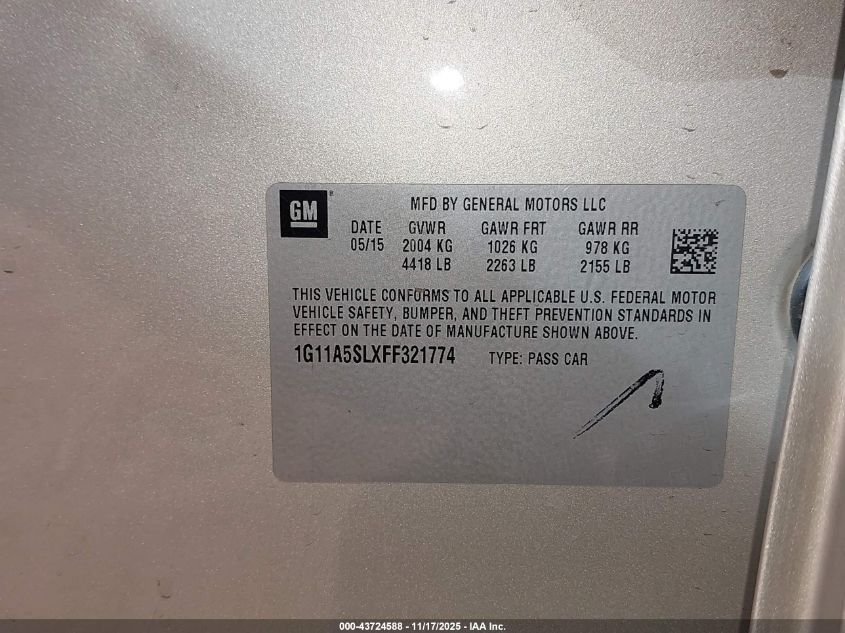 GM ®
MFD BY GENERAL MOTORS LLC
DATE GVWR GAWR FRT GAWR RR
05/15 2004 KG 1026 KG 978 KG
4418 LB 2263 LB 2155 LB
THIS VEHICLE CONFORMS TO ALL APPLICABLE U.S. FEDERAL MOTOR
VEHICLE SAFETY, BUMPER, AND THEFT PREVENTION STANDARDS IN
EFFECT ON THE DATE OF MANUFACTURE SHOWN ABOVE.
1G11A5SLXFF321774 TYPE: PASS CAR
000-43724588 - 11/17/2025 - IAA Inc.